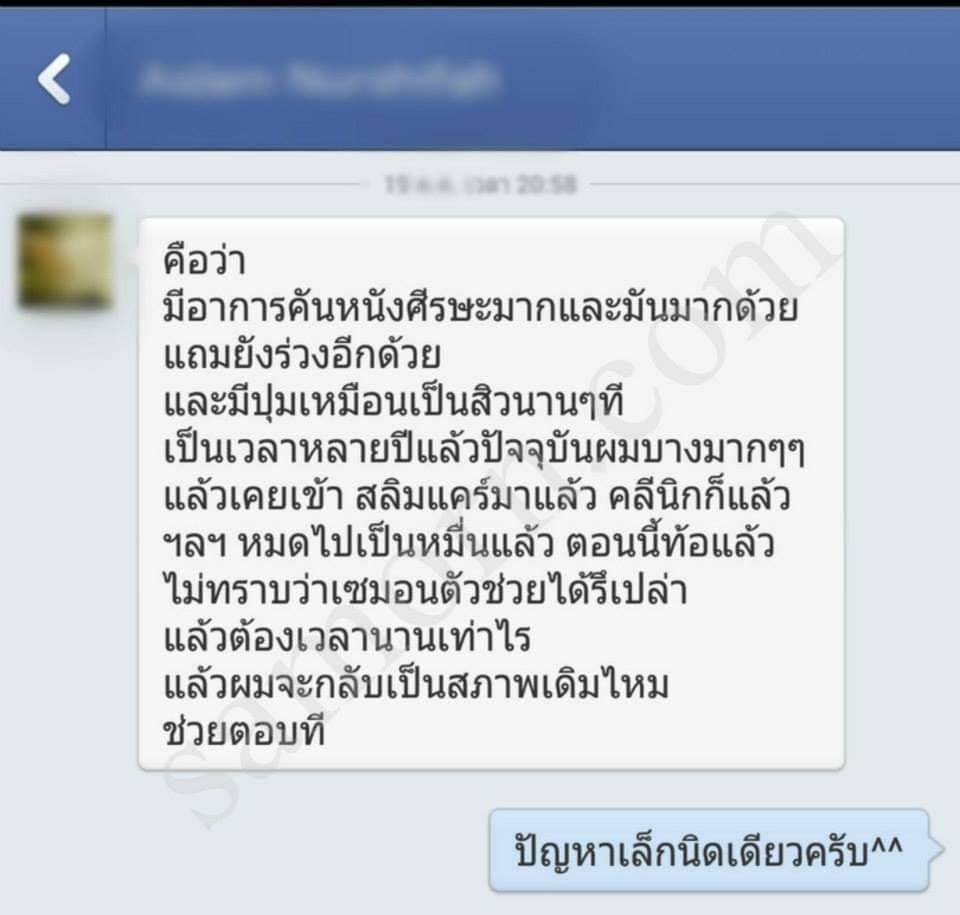 20:58
คือว่า
มีอาการคันหนังศีรษะมากและมันมากด้วย
แถมยังร่วงอีกด้วย
และมีปุ่มเหมือนเป็นสิวนานๆที
เป็นเวลาหลายปีแล้วปัจจุบันผมบางมากๆๆ
แล้วเคยเข้า สลิมแคร์มาแล้ว คลีนิกก็แล้ว
ฯลฯ หมดไปเป็นหมื่นแล้ว ตอนนี้ท้อแล้ว
ไม่ทราบว่าเซมอนตัวช่วยได้รึเปล่า
แล้วต้องเวลานานเท่าไร
แล้วผมจะกลับเป็นสภาพเดิมไหม
ช่วยตอบที
ปัญหาเล็กนิดเดียวครับ^^
samorn.com